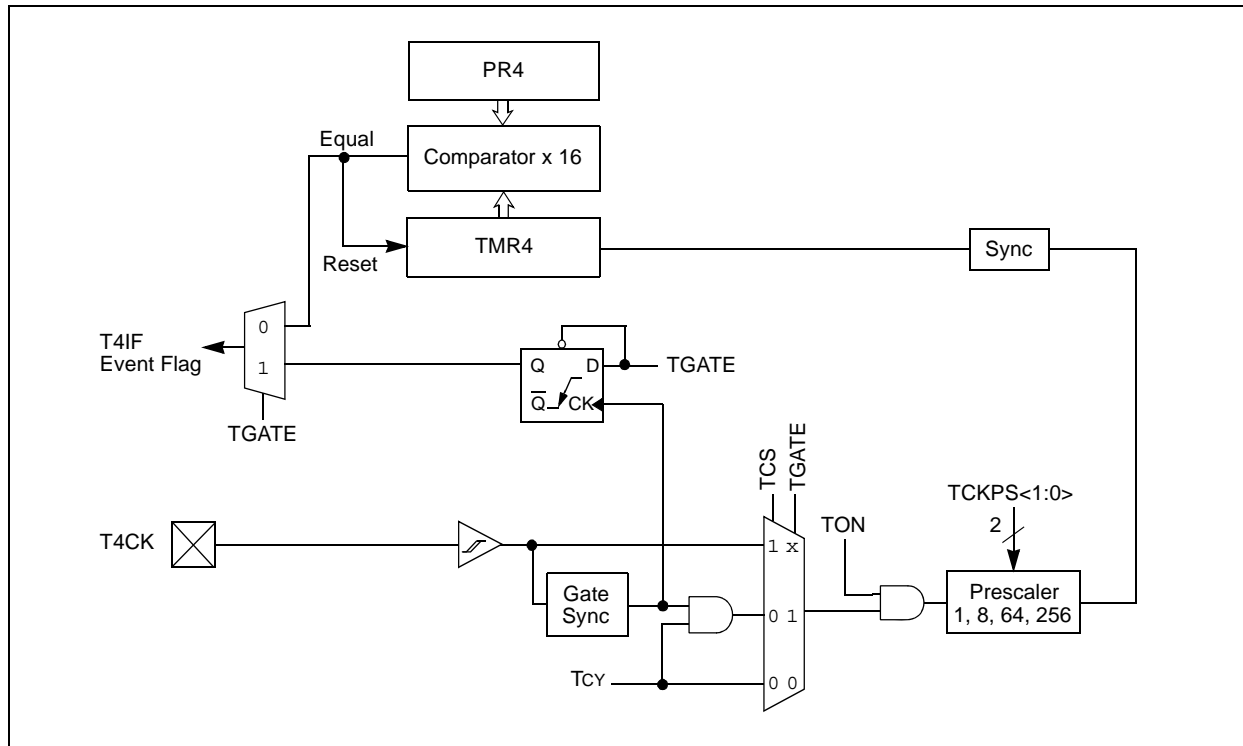 PR4
Equal
Comparator x 16
TMR4
Reset
Sync
0
T4IF
Event Flag
1
Q
D
TGATE
Q
CK
TGATE
TCS
TGATE
TCKPS<1:0>
TON
2
T4CK
1 x
Gate
Sync
0 1
Prescaler
1, 8, 64, 256
TCY
0 0